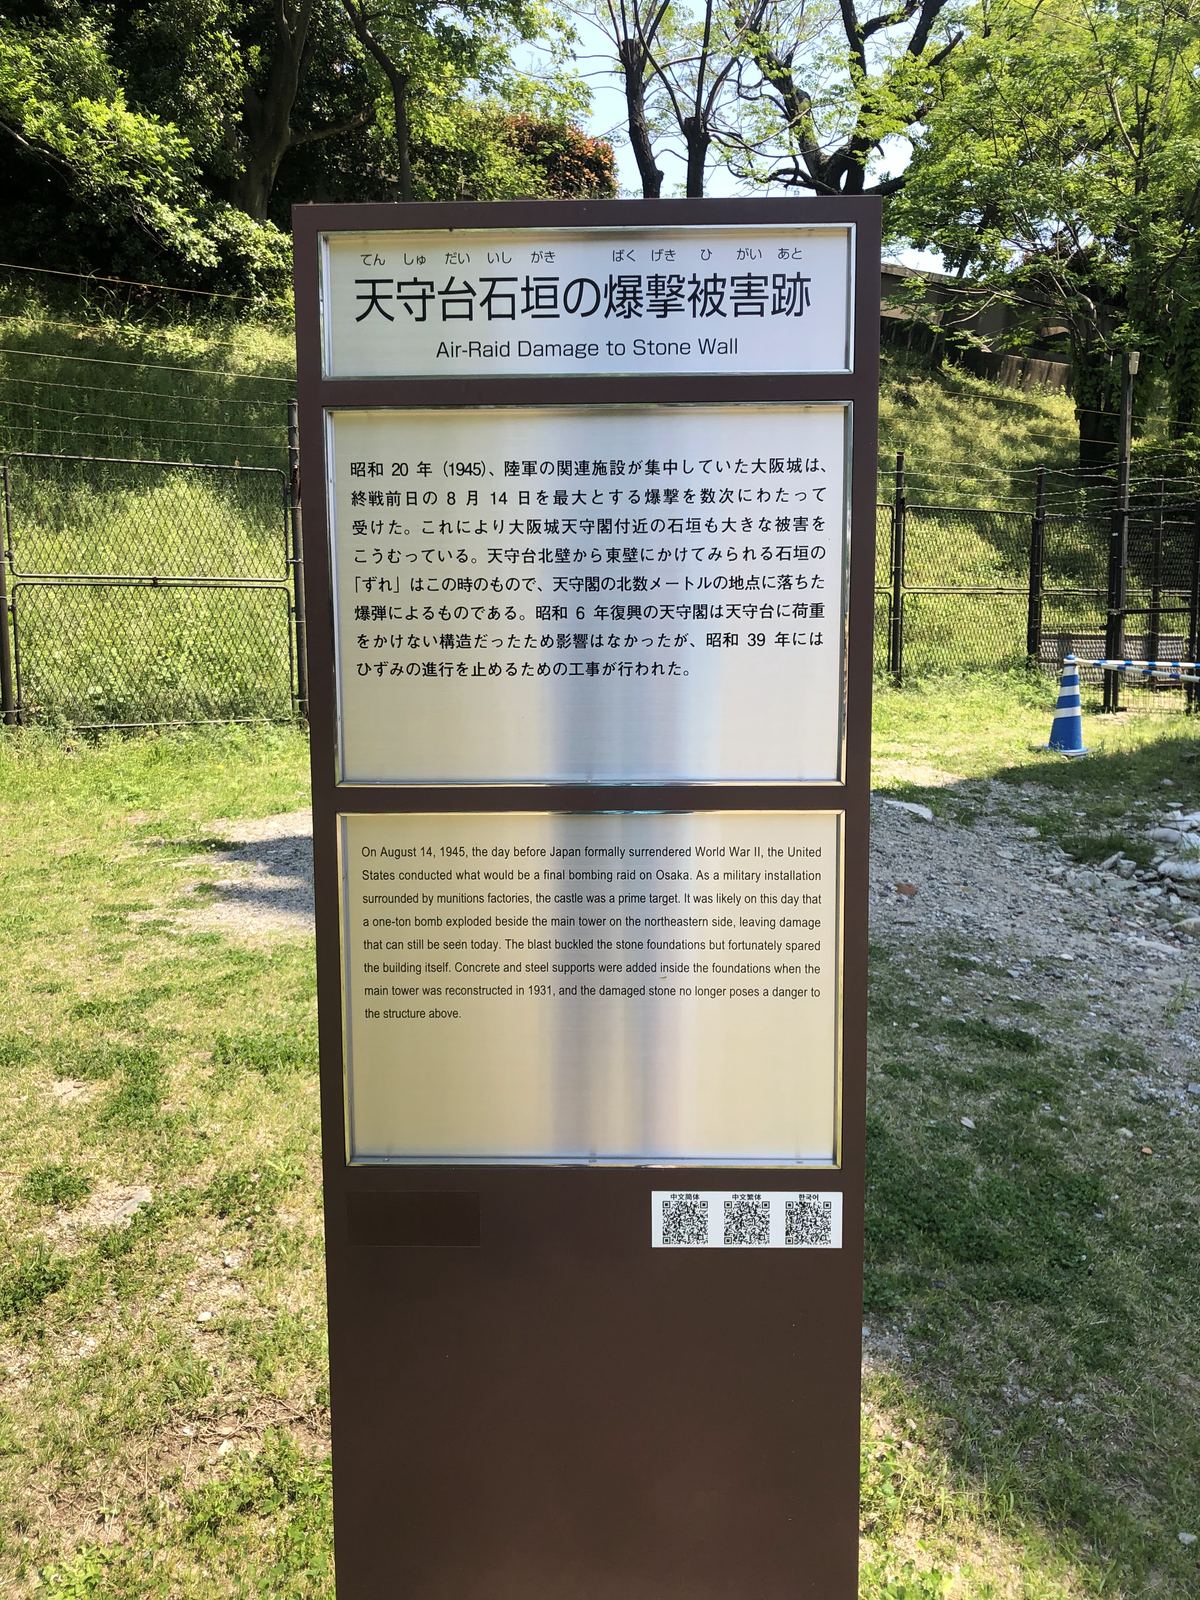 てん しゅ だい いし がき ばく げき ひ がい あと
天守台石垣の爆撃被害跡
Air-Raid Damage to Stone Wall
昭和 20 年（1945）、陸軍の関連施設が集中していた大阪城は、
終戦前日の 8 月 14 日を最大とする爆撃を数次にわたって
受けた。これにより大阪城天守閣付近の石垣も大きな被害を
こうむっている。天守台北壁から東壁にかけてみられる石垣の
「ずれ」はこの時のもので、天守閣の北数メートルの地点に落ちた
爆弾によるものである。昭和 6 年復興の天守閣は天守台に荷重
をかけない構造だったため影響はなかったが、昭和 39 年には
ひずみの進行を止めるための工事が行われた。
On August 14, 1945, the day before Japan formally surrendered World War II, the United
States conducted what would be a final bombing raid on Osaka. As a military installation
surrounded by munitions factories, the castle was a prime target. It was likely on this day that
a one-ton bomb exploded beside the main tower on the northeastern side, leaving damage
that can still be seen today. The blast buckled the stone foundations but fortunately spared
the building itself. Concrete and steel supports were added inside the foundations when the
main tower was reconstructed in 1931, and the damaged stone no longer poses a danger to
the structure above.
中文简体 中文繁体 한국어